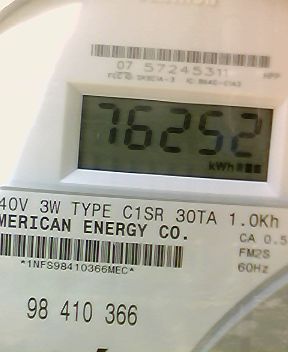 07 57245311 APP
76252
kWh
40V 3W TYPE C1SR 30TA 1.0Kh
MERICAN ENERGY CO.
CA 0.5
*1NFS98410366MEC*
FM2S
60Hz
98 410 366